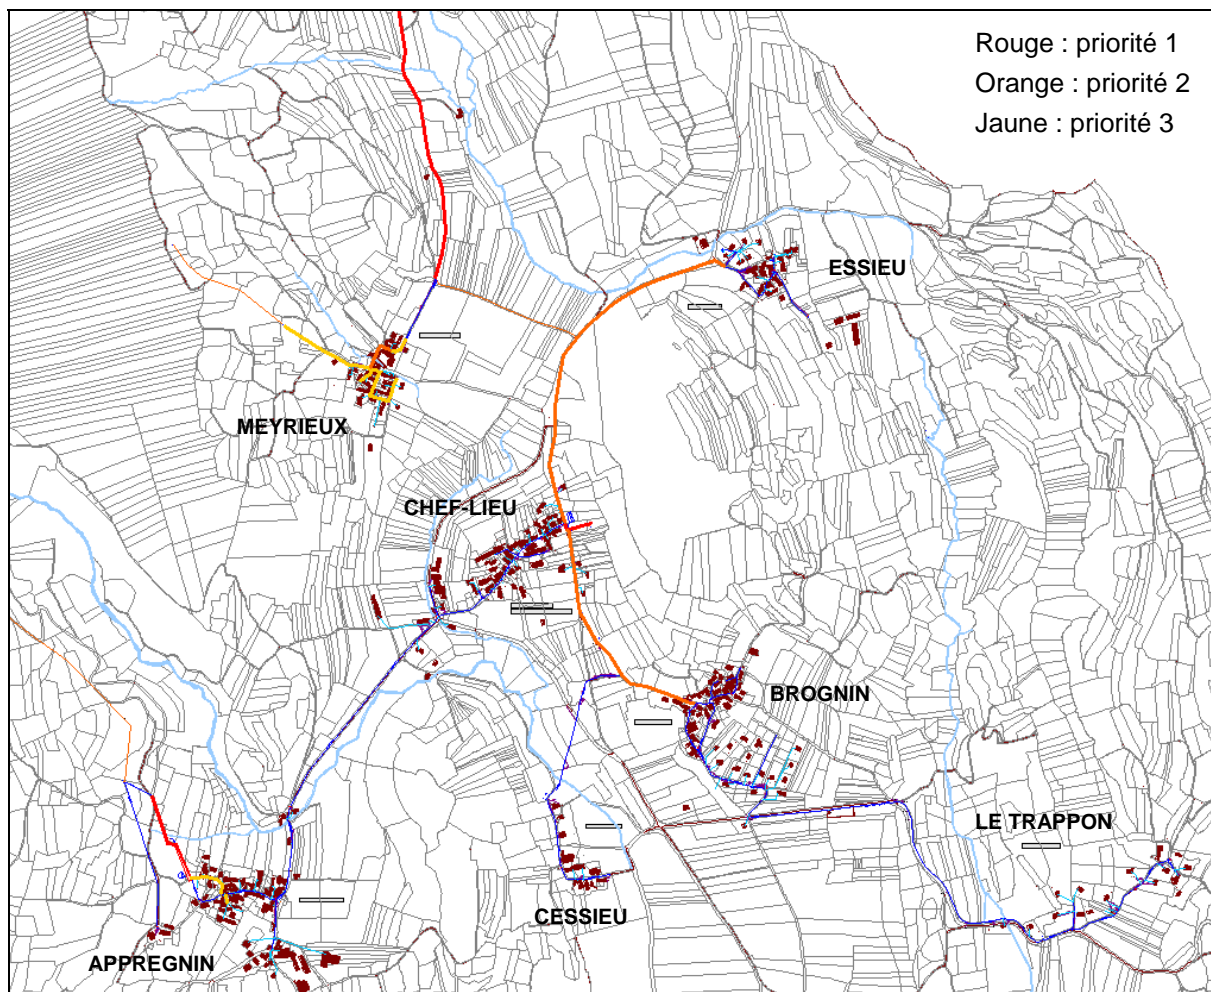 Rouge : priorité 1
Orange : priorité 2
Jaune : priorité 3
ESSIEU
MEYRIEUX
CHEF-LIEU
BROGNIN
LE TRAPPON
CESSIEU
APPREGNIN